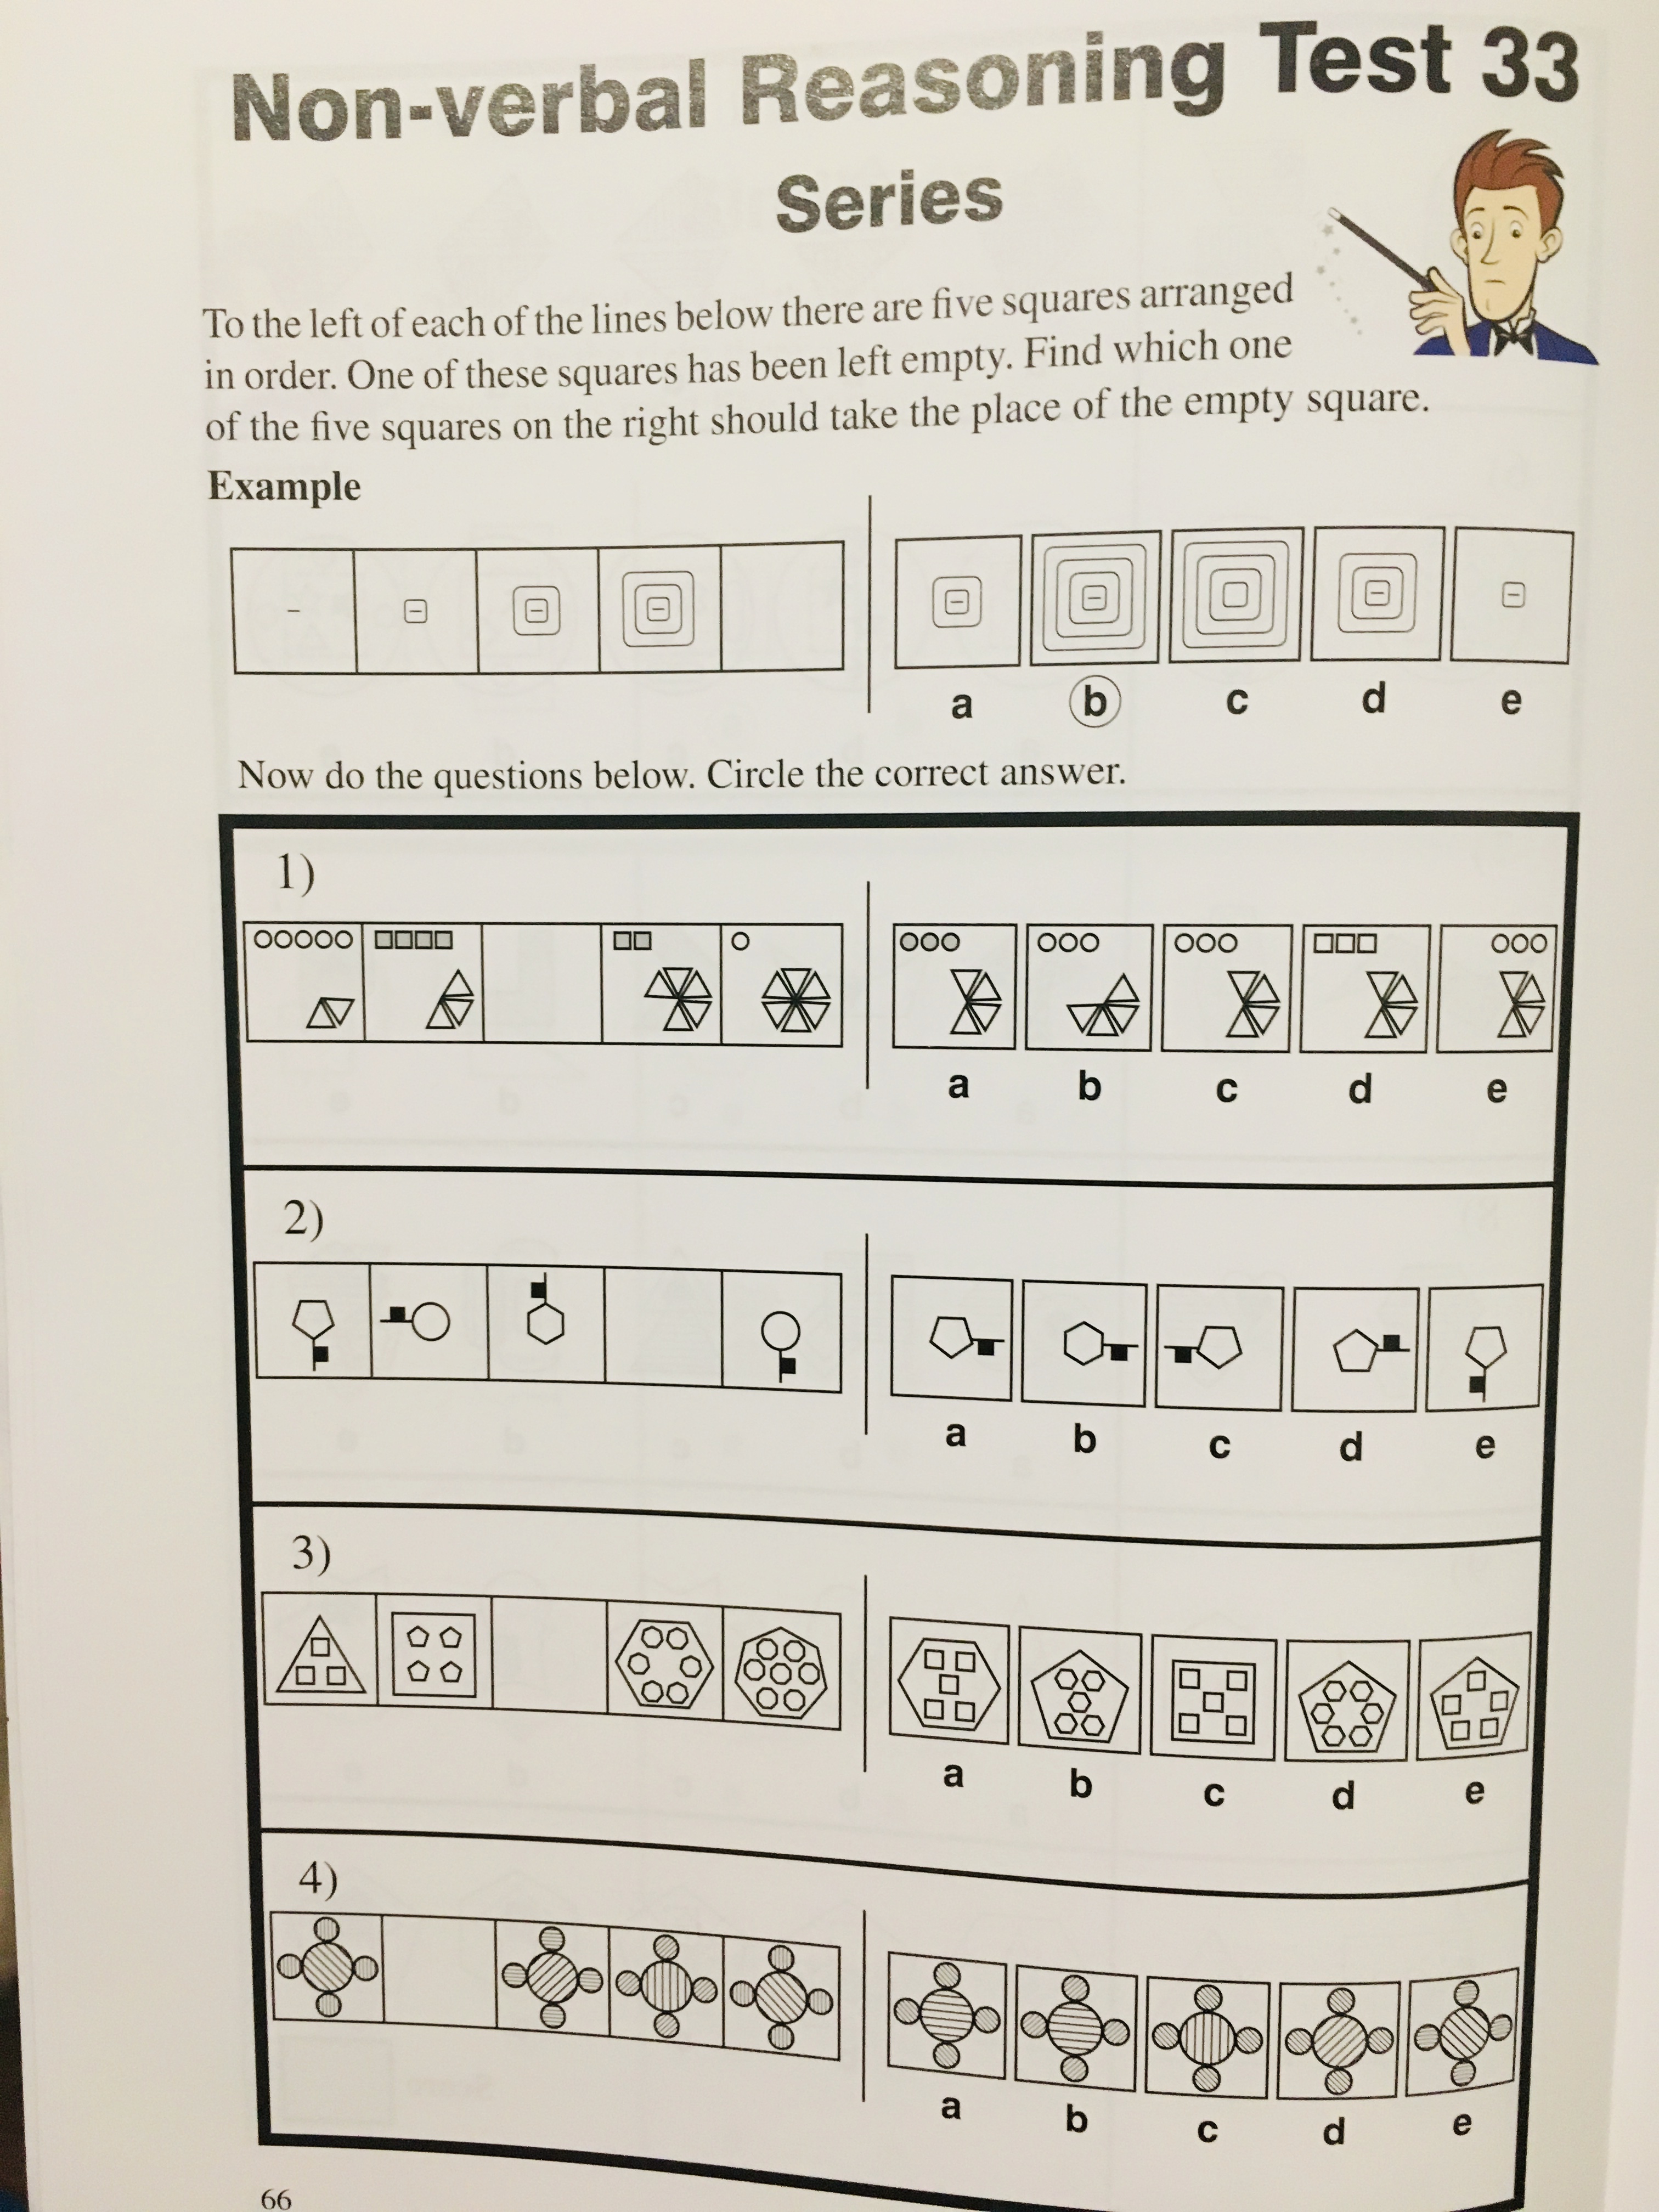 Non-verbal Reasoning Test 33
Series
To the left of each of the lines below there are five squares arranged
in order. One of these squares has been left empty. Find which one
of the five squares on the right should take the place of the empty square.
Example
a b c d e
Now do the questions below. Circle the correct answer.
1)
a b c d e
2)
a b c d e
3)
a b c d e
4)
a b c d e
66